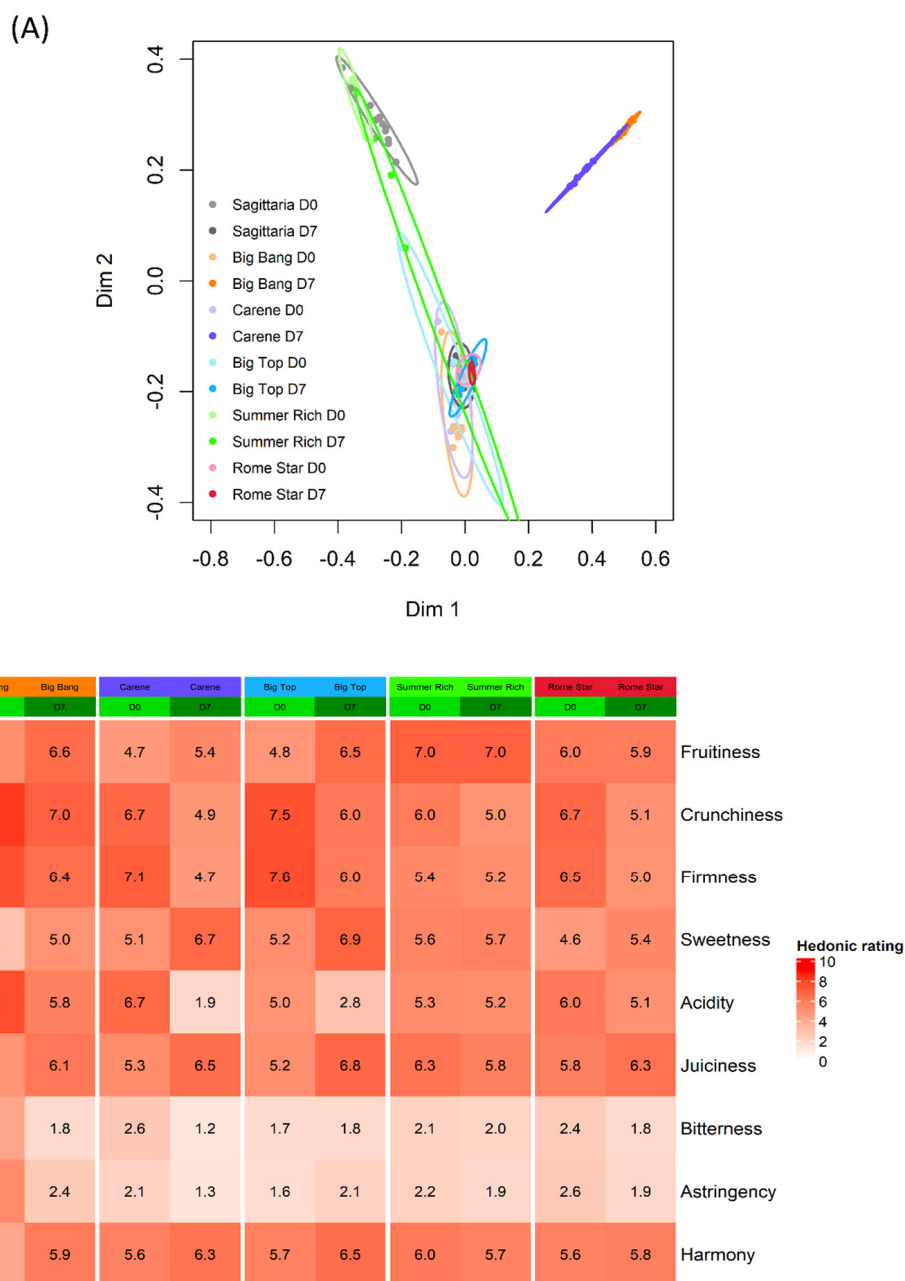 (A)
0.4
0.2
0.0
-0.2
-0.4
Dim 2
Sagittaria D0
Sagittaria D7
Big Bang D0
Big Bang D7
Carene D0
Carene D7
Big Top D0
Big Top D7
Summer Rich D0
Summer Rich D7
Rome Star D0
Rome Star D7
-0.8 -0.6 -0.4 -0.2 0.0 0.2 0.4 0.6
Dim 1
ng Big Bang Carene Carene Big Top Big Top Summer Rich Summer Rich Rome Star Rome Star
D7 D0 D7 D0 D7 D0 D7 D0 D7
6.6 4.7 5.4 4.8 6.5 7.0 7.0 6.0 5.9 Fruitiness
7.0 6.7 4.9 7.5 6.0 6.0 5.0 6.7 5.1 Crunchiness
6.4 7.1 4.7 7.6 6.0 5.4 5.2 6.5 5.0 Firmness
5.0 5.1 6.7 5.2 6.9 5.6 5.7 4.6 5.4 Sweetness
5.8 6.7 1.9 5.0 2.8 5.3 5.2 6.0 5.1 Acidity
6.1 5.3 6.5 5.2 6.8 6.3 5.8 5.8 6.3 Juiciness
1.8 2.6 1.2 1.7 1.8 2.1 2.0 2.4 1.8 Bitterness
2.4 2.1 1.3 1.6 2.1 2.2 1.9 2.6 1.9 Astringency
5.9 5.6 6.3 5.7 6.5 6.0 5.7 5.6 5.8 Harmony
Hedonic rating
10
8
6
4
2
0